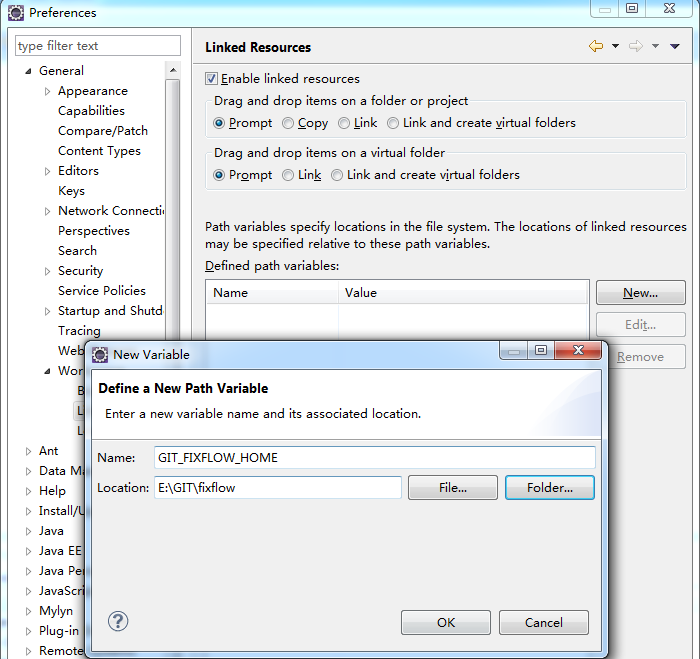 Preferences
type filter text
General
Appearance
Capabilities
Compare/Patch
Content Types
Editors
Keys
Network Connecti
Perspectives
Search
Security
Service Policies
Startup and Shutd
Tracing
Web
Wor
Ant
Data Ma
Help
Install/U
Java
Java EE
Java Per
JavaScri
Mylyn
Plug-in
Remote
Linked Resources
Enable linked resources
Drag and drop items on a folder or project
Prompt Copy Link Link and create virtual folders
Drag and drop items on a virtual folder
Prompt Link Link and create virtual folders
Path variables specify locations in the file system. The locations of linked resources
may be specified relative to these path variables.
Defined path variables:
Name Value
New...
Edit...
Remove
New Variable
Define a New Path Variable
Enter a new variable name and its associated location.
Name: GIT_FIXFLOW_HOME
Location: E:\GIT\fixflow File... Folder...
OK Cancel